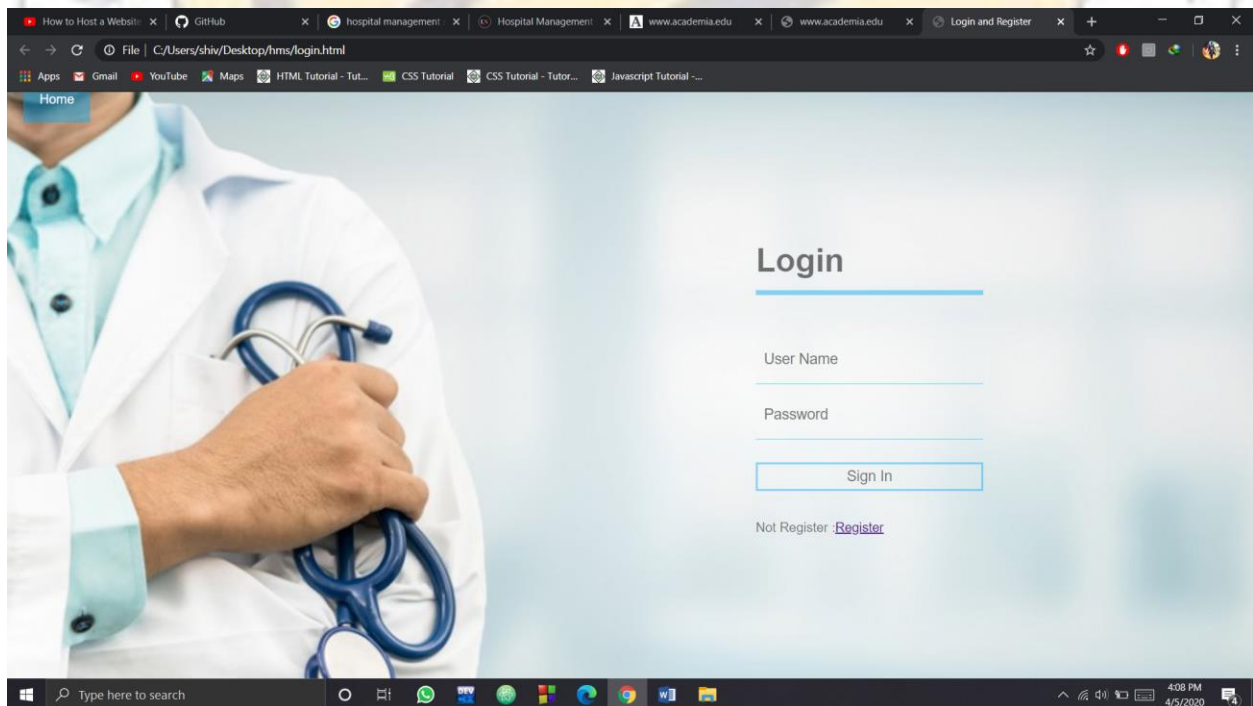 How to Host a Website
GitHub
hospital management
Hospital Management
www.academia.edu
www.academia.edu
Login and Register
File | C:/Users/shiv/Desktop/hms/login.html
Apps Gmail YouTube Maps HTML Tutorial - Tut... CSS Tutorial CSS Tutorial - Tutor... Javascript Tutorial -...
Home
Login
User Name
Password
Sign In
Not Register :Register
Type here to search
DEV
4:08 PM
4/5/2020
4